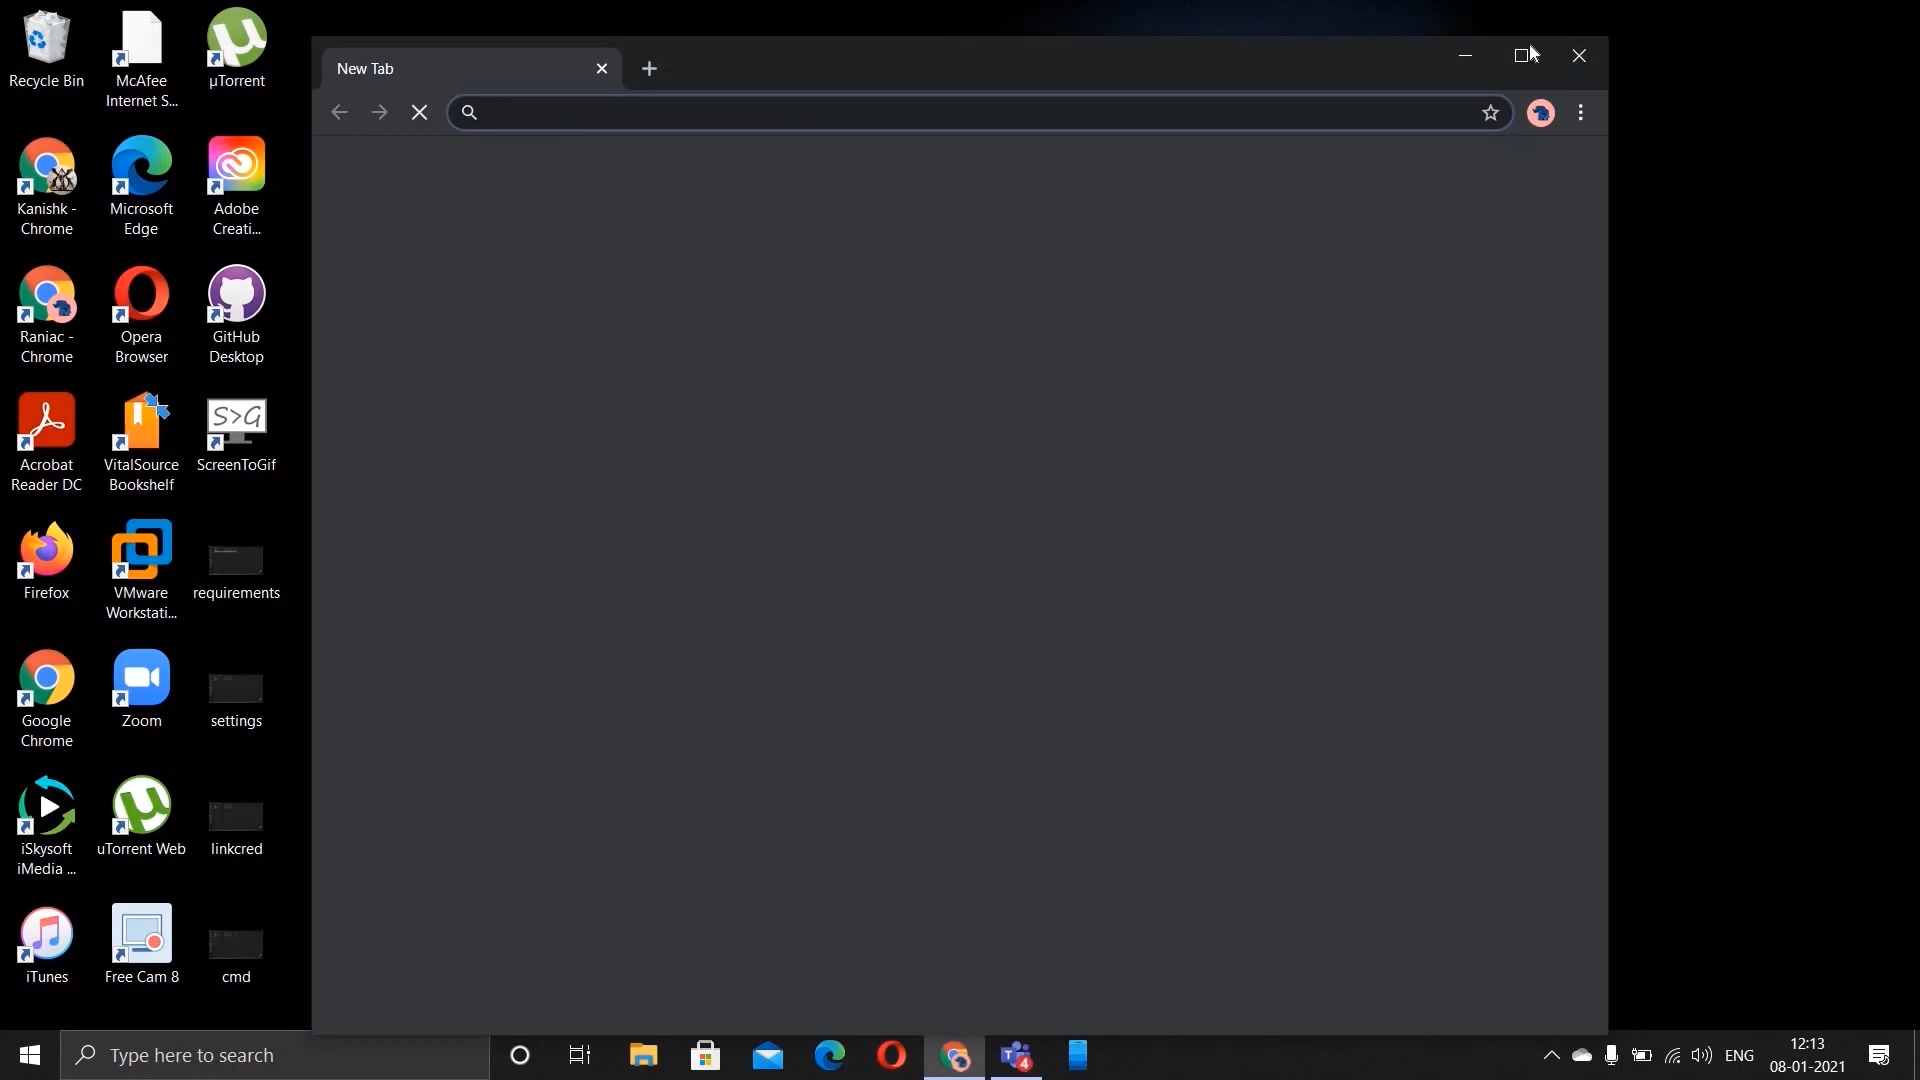 Recycle Bin
McAfee
Internet S...
µTorrent
Kanishk -
Chrome
Microsoft
Edge
Adobe
Creati...
Raniac -
Chrome
Opera
Browser
GitHub
Desktop
Acrobat
Reader DC
VitalSource
Bookshelf
S>G
ScreenToGif
Firefox
VMware
Workstati...
requirements
Google
Chrome
Zoom
settings
iSkysoft
iMedia ...
uTorrent Web
linkcred
iTunes
Free Cam 8
cmd
New Tab
Type here to search
T
4
ENG
12:13
08-01-2021